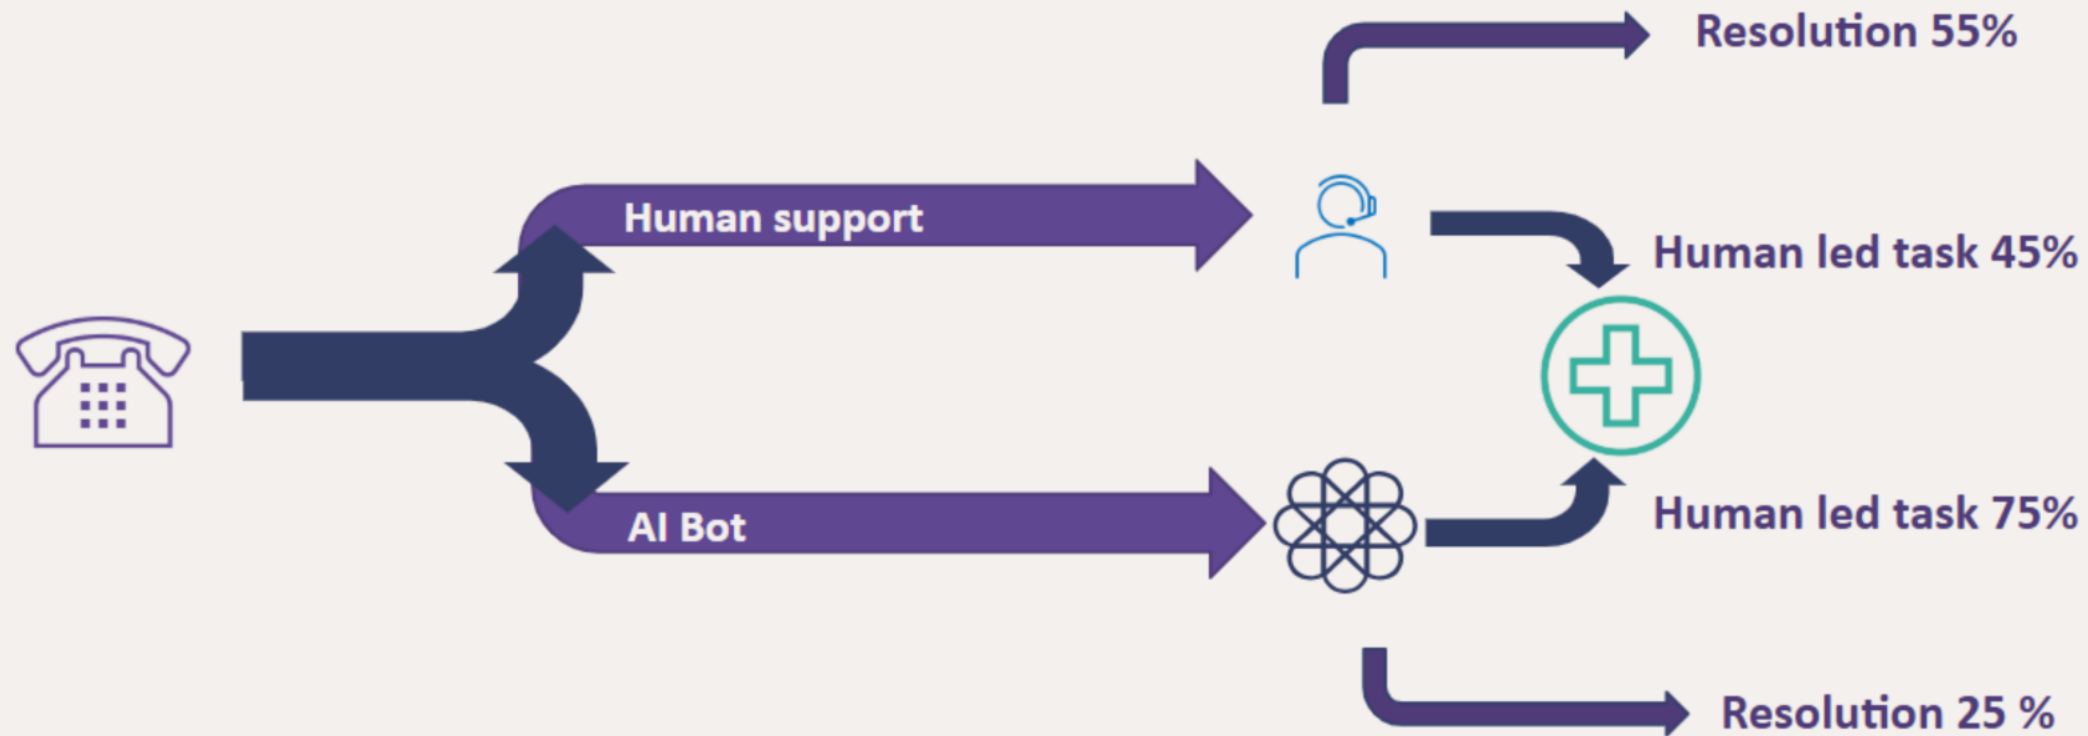 Resolution 55%
Human support
Human led task 45%
Human led task 75%
AI Bot
Resolution 25 %